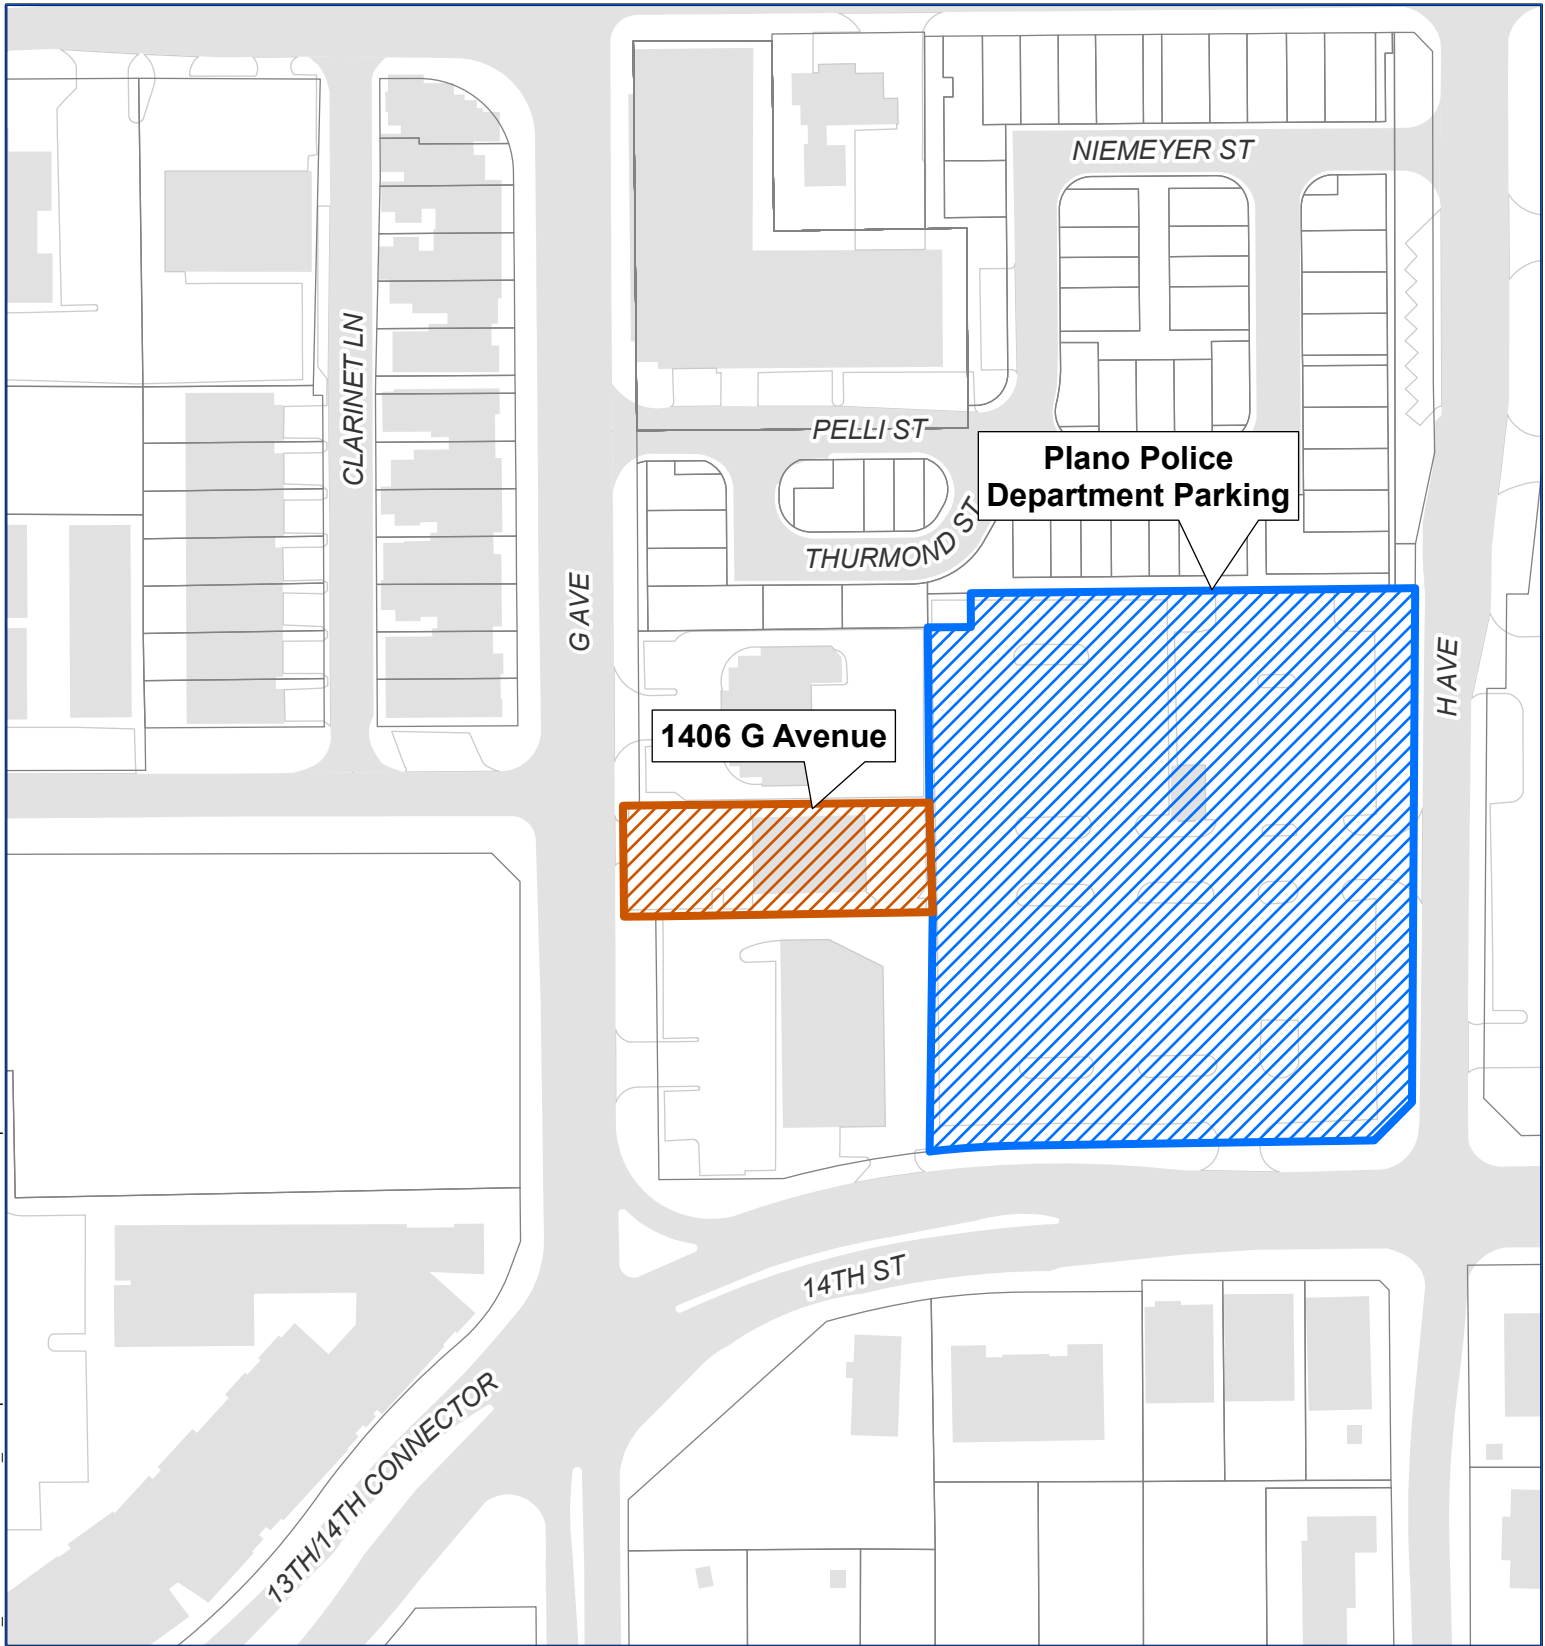 NIEMEYER ST
CLARINET LN
PELLI ST
Plano Police
Department Parking
THURMOND ST
G AVE
H AVE
1406 G Avenue
14TH ST
13TH/14TH CONNECTOR